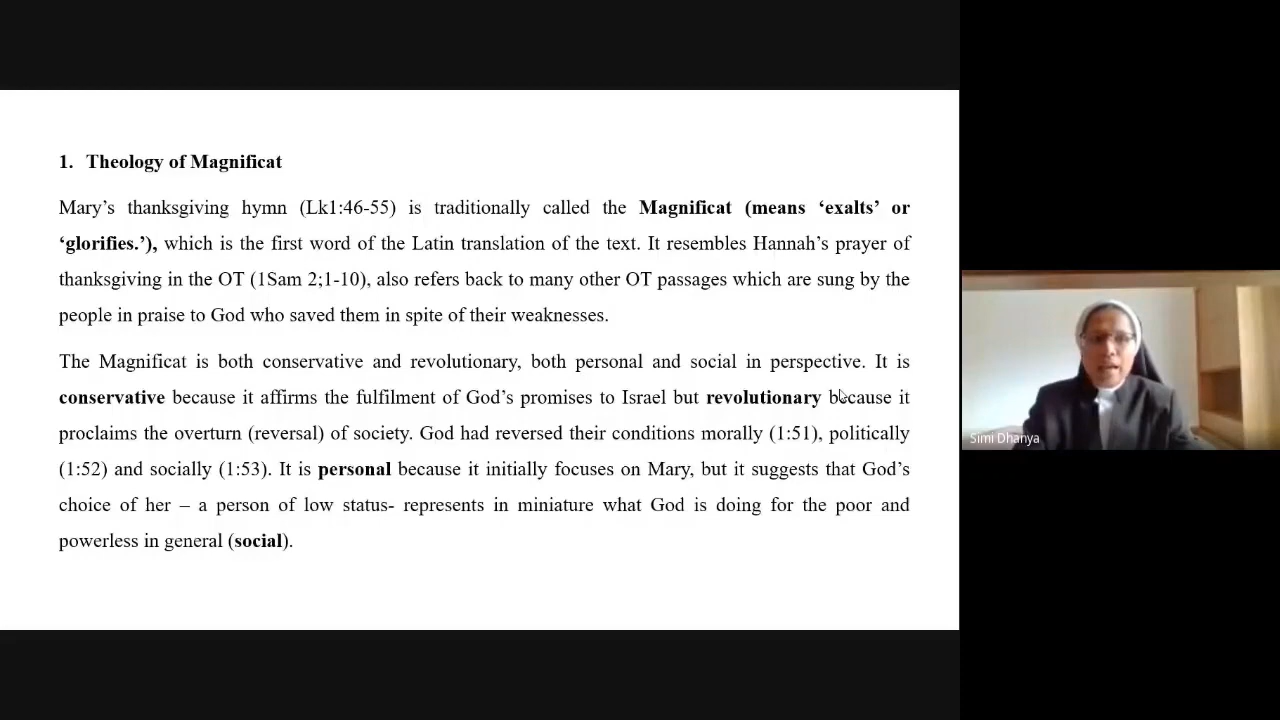 1. Theology of Magnificat
Mary’s thanksgiving hymn (Lk1:46-55) is traditionally called the Magnificat (means ‘exalts’ or
‘glorifies.’), which is the first word of the Latin translation of the text. It resembles Hannah’s prayer of
thanksgiving in the OT (1Sam 2;1-10), also refers back to many other OT passages which are sung by the
people in praise to God who saved them in spite of their weaknesses.
The Magnificat is both conservative and revolutionary, both personal and social in perspective. It is
conservative because it affirms the fulfilment of God’s promises to Israel but revolutionary because it
proclaims the overturn (reversal) of society. God had reversed their conditions morally (1:51), politically
(1:52) and socially (1:53). It is personal because it initially focuses on Mary, but it suggests that God’s
choice of her – a person of low status- represents in miniature what God is doing for the poor and
powerless in general (social).
Simi Dhanya